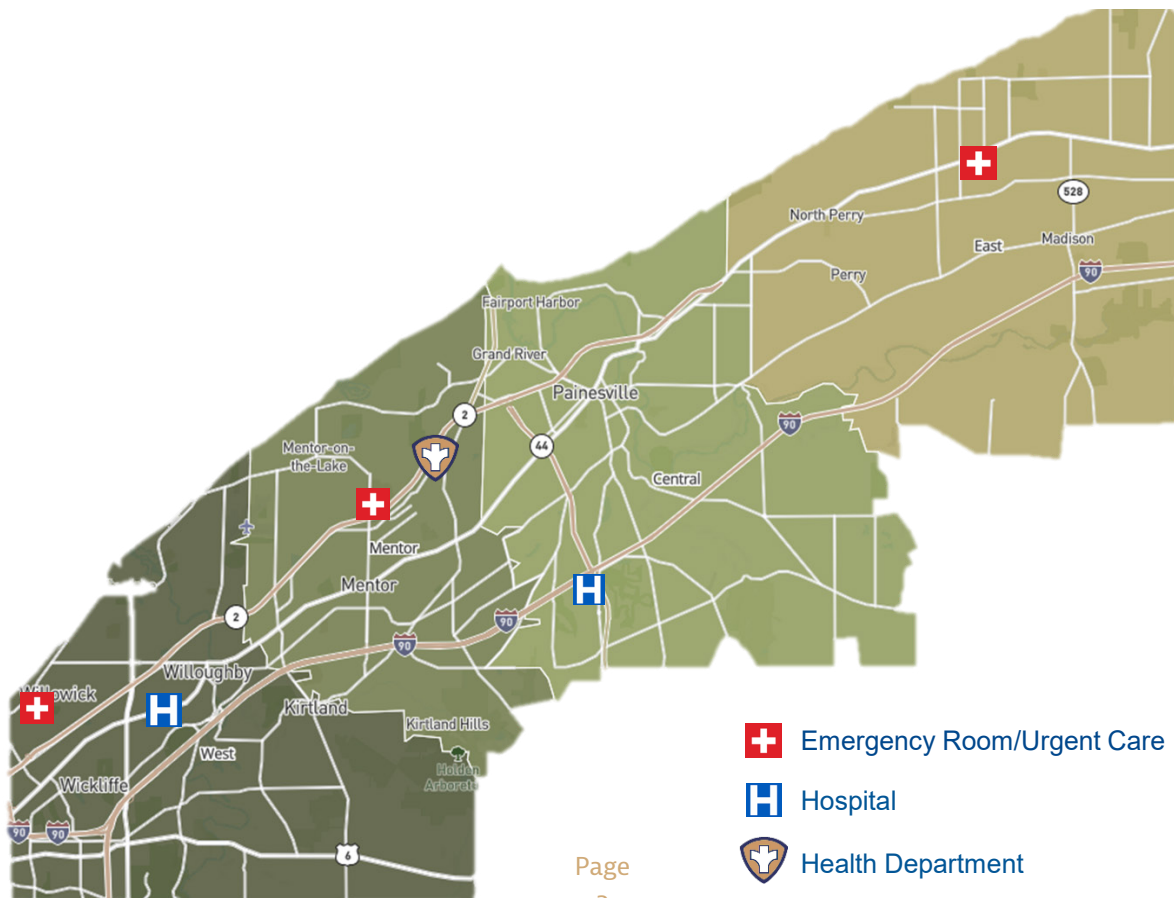 528
North Perry
Madison
East
90
Perry
Fairport Harbor
Grand River
Painesville
2
90
44
Mentor-on-
the-Lake
Central
Mentor
Mentor
2
90
90
Willoughby
Willowick
Kirtland
Kirtland Hills
West
Holden
Arborete
Wickliffe
90
90
6
Emergency Room/Urgent Care
H Hospital
Health Department
H
H
Page